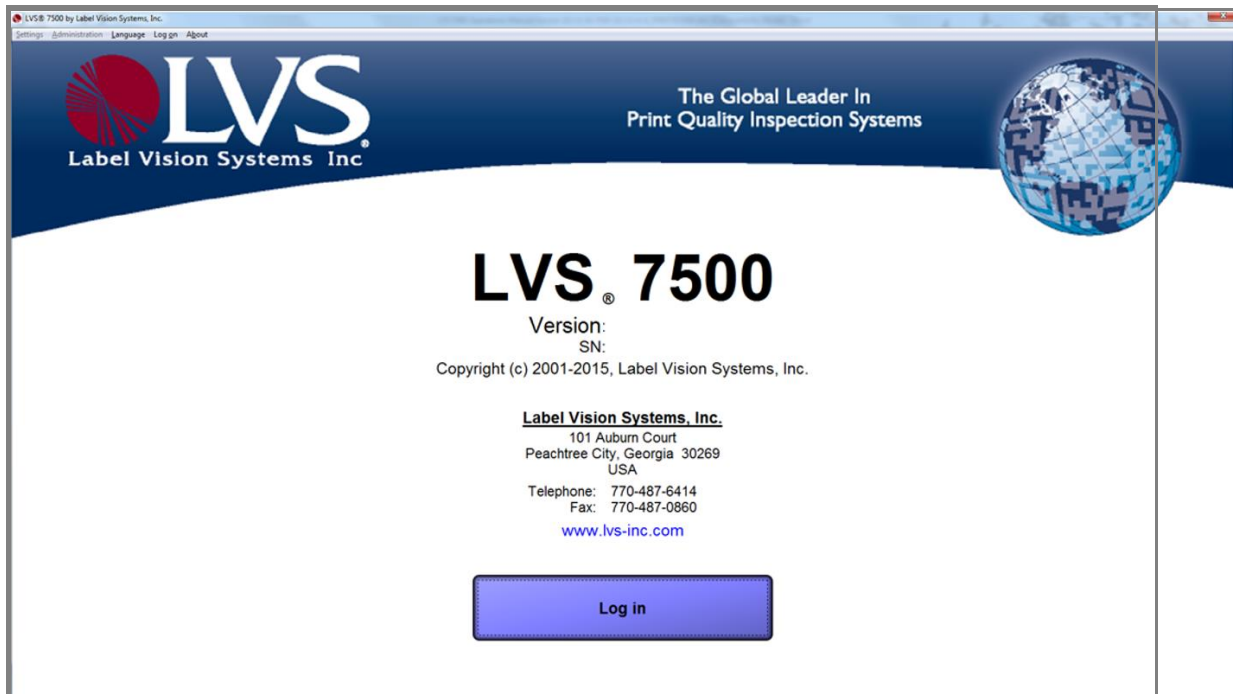 LVS® 7500 by Label Vision Systems, Inc.
Settings Administration Language Log on About
LVS®
Label Vision Systems Inc
The Global Leader In
Print Quality Inspection Systems
LVS® 7500
Version:
SN:
Copyright (c) 2001-2015, Label Vision Systems, Inc.
Label Vision Systems, Inc.
101 Auburn Court
Peachtree City, Georgia 30269
USA
Telephone: 770-487-6414
Fax: 770-487-0860
www.lvs-inc.com
Log in